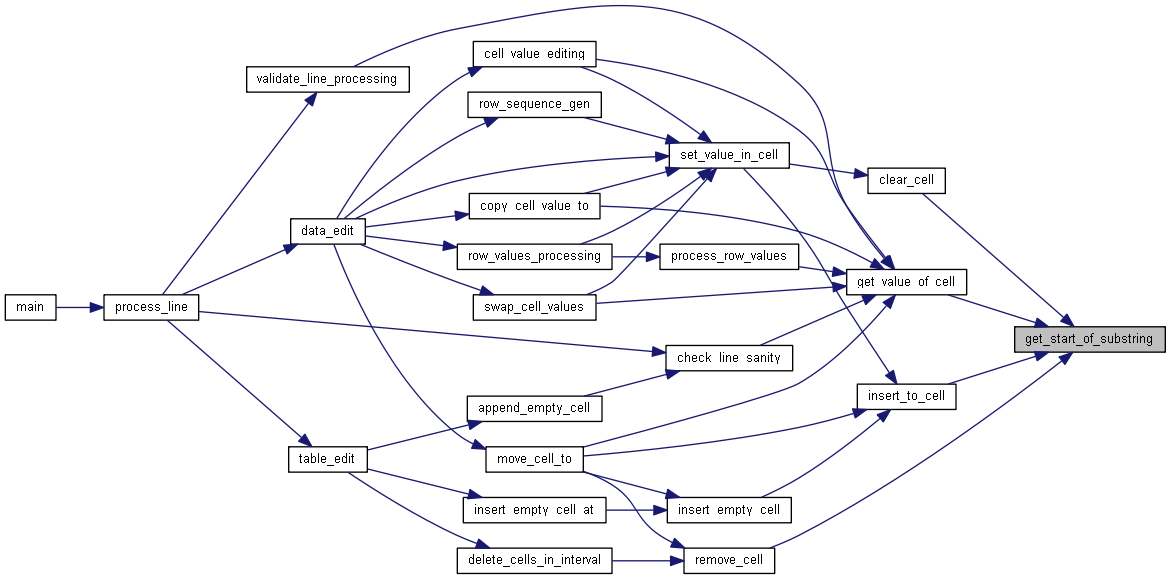 cell_value_editing
validate_line_processing
row_sequence_gen
set_value_in_cell
clear_cell
copy_cell_value_to
data_edit
row_values_processing
process_row_values
get_value_of_cell
main
process_line
swap_cell_values
get_start_of_substring
check_line_sanity
insert_to_cell
append_empty_cell
table_edit
move_cell_to
insert_empty_cell_at
insert_empty_cell
delete_cells_in_interval
remove_cell